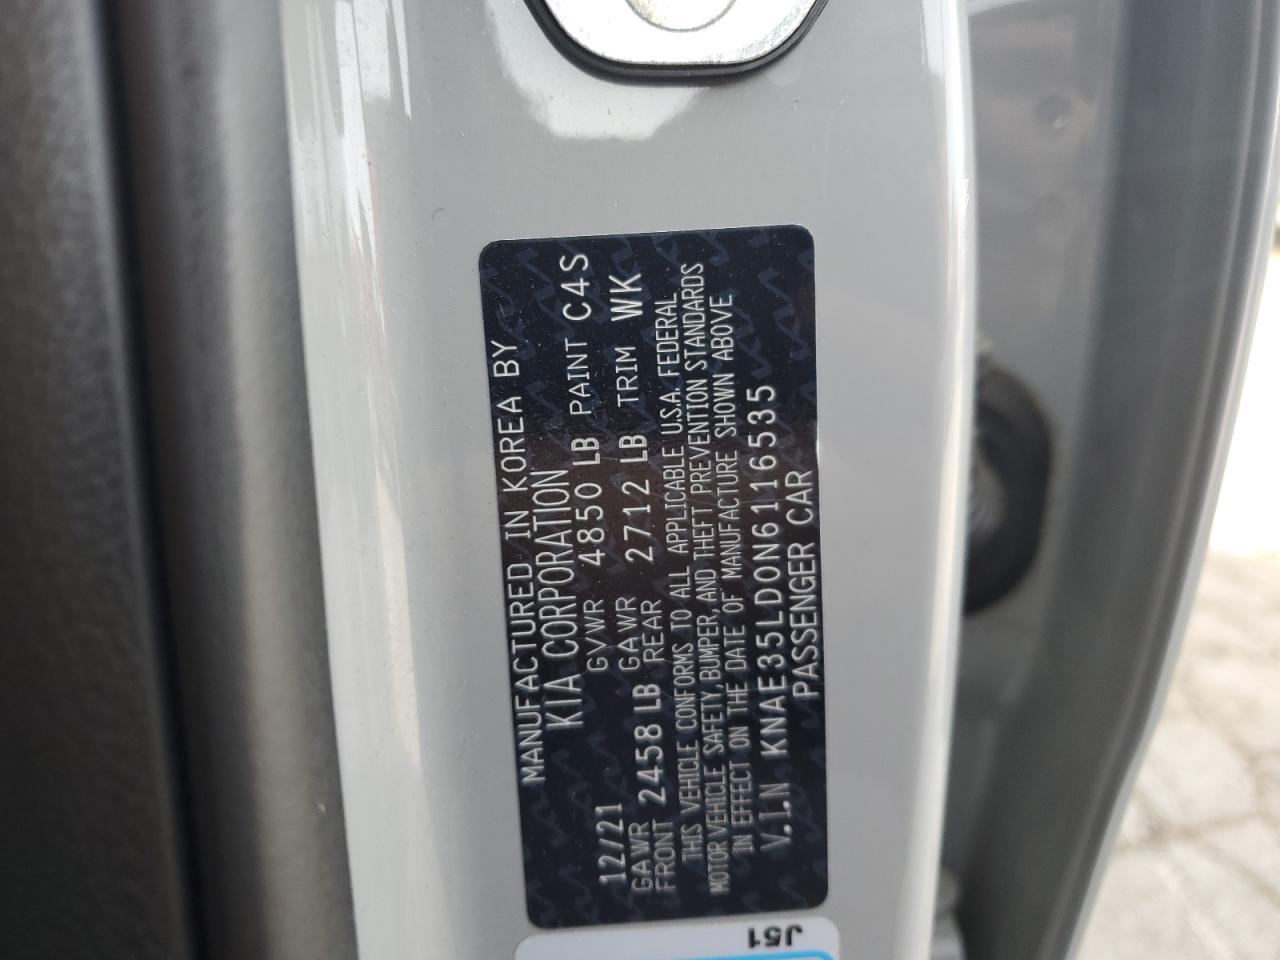 MANUFACTURED IN KOREA BY
KIA CORPORATION
12/21 GVWR 4850 LB PAINT C4S
GAWR FRONT 2458 LB GAWR REAR 2712 LB TRIM WK
THIS VEHICLE CONFORMS TO ALL APPLICABLE U.S.A. FEDERAL
MOTOR VEHICLE SAFETY, BUMPER, AND THEFT PREVENTION STANDARDS
IN EFFECT ON THE DATE OF MANUFACTURE SHOWN ABOVE
V.I.N KNAE35LD0N6116535
PASSENGER CAR
J51